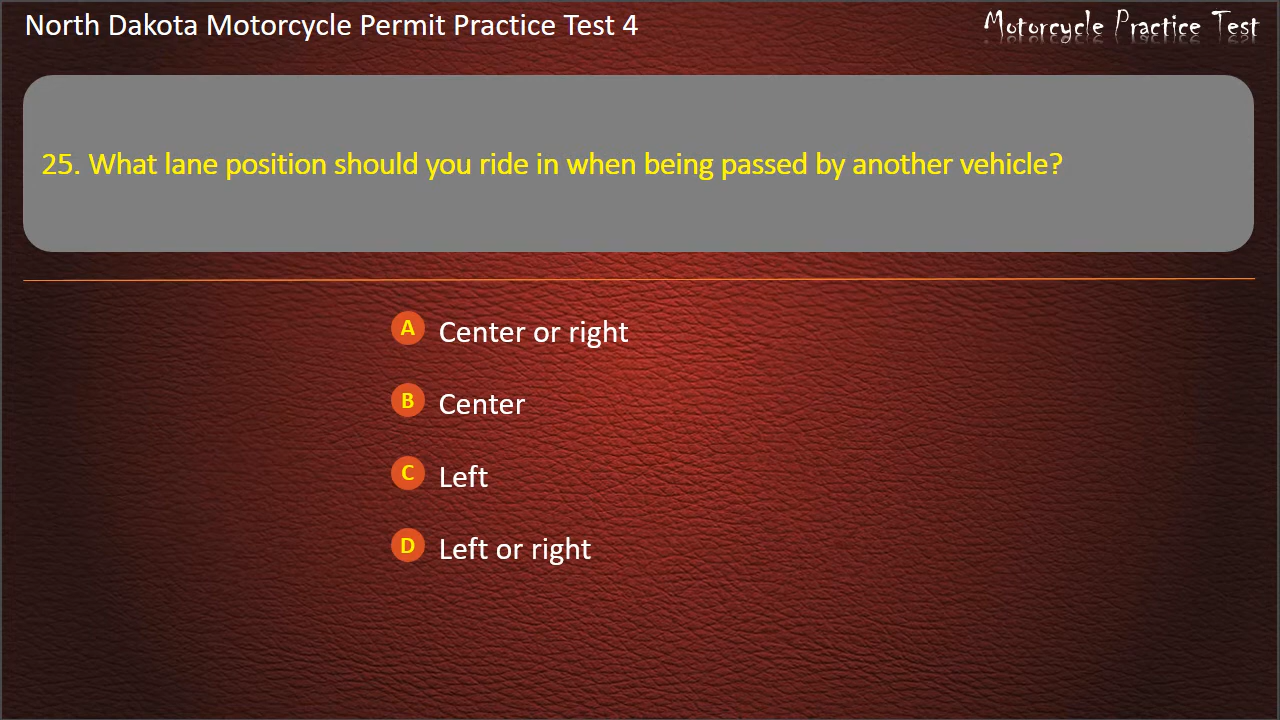 North Dakota Motorcycle Permit Practice Test 4
Motorcycle Practice Test
25. What lane position should you ride in when being passed by another vehicle?
A Center or right
B Center
C Left
D Left or right